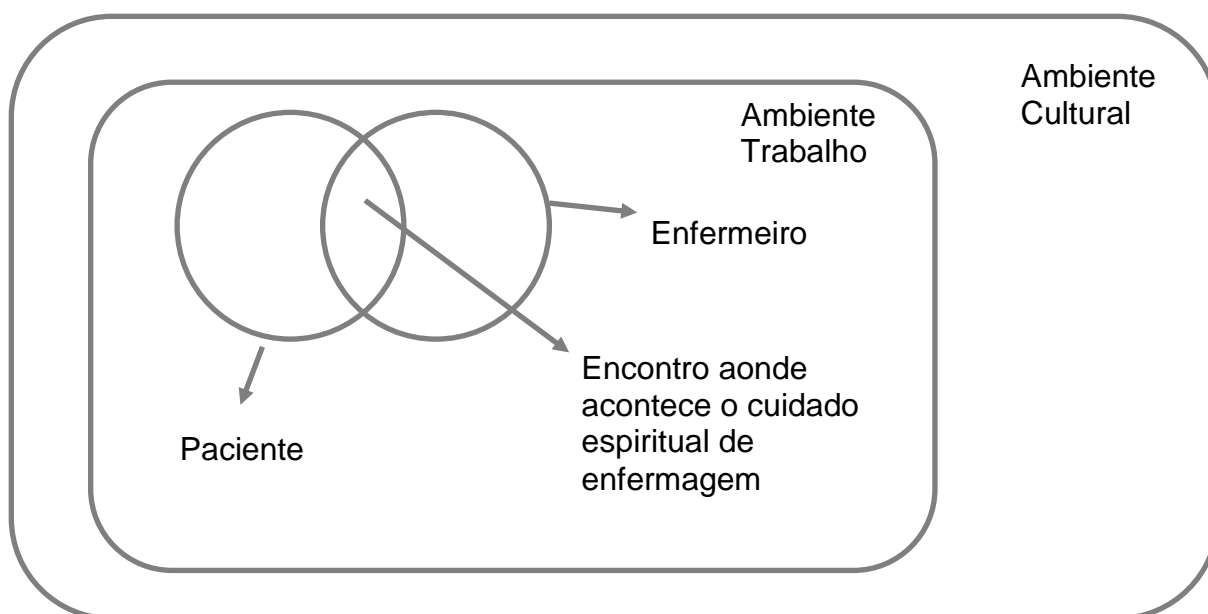 Ambiente
Cultural
Ambiente
Trabalho
Enfermeiro
Encontro aonde
acontece o cuidado
espiritual de
enfermagem
Paciente